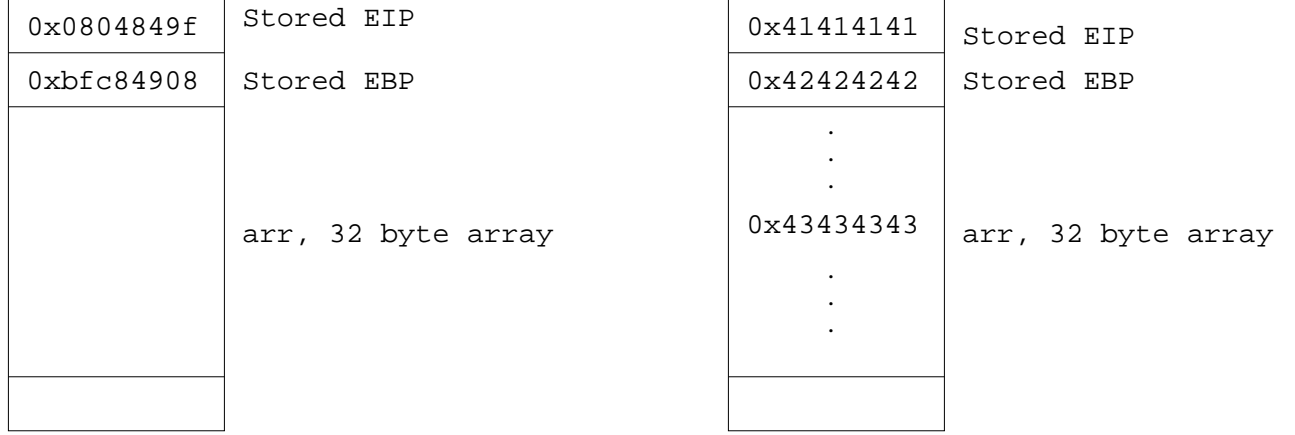 0x0804849f Stored EIP
0xbfc84908 Stored EBP
arr, 32 byte array
0x41414141 Stored EIP
0x42424242 Stored EBP
.
.
.
0x43434343 arr, 32 byte array
.
.
.